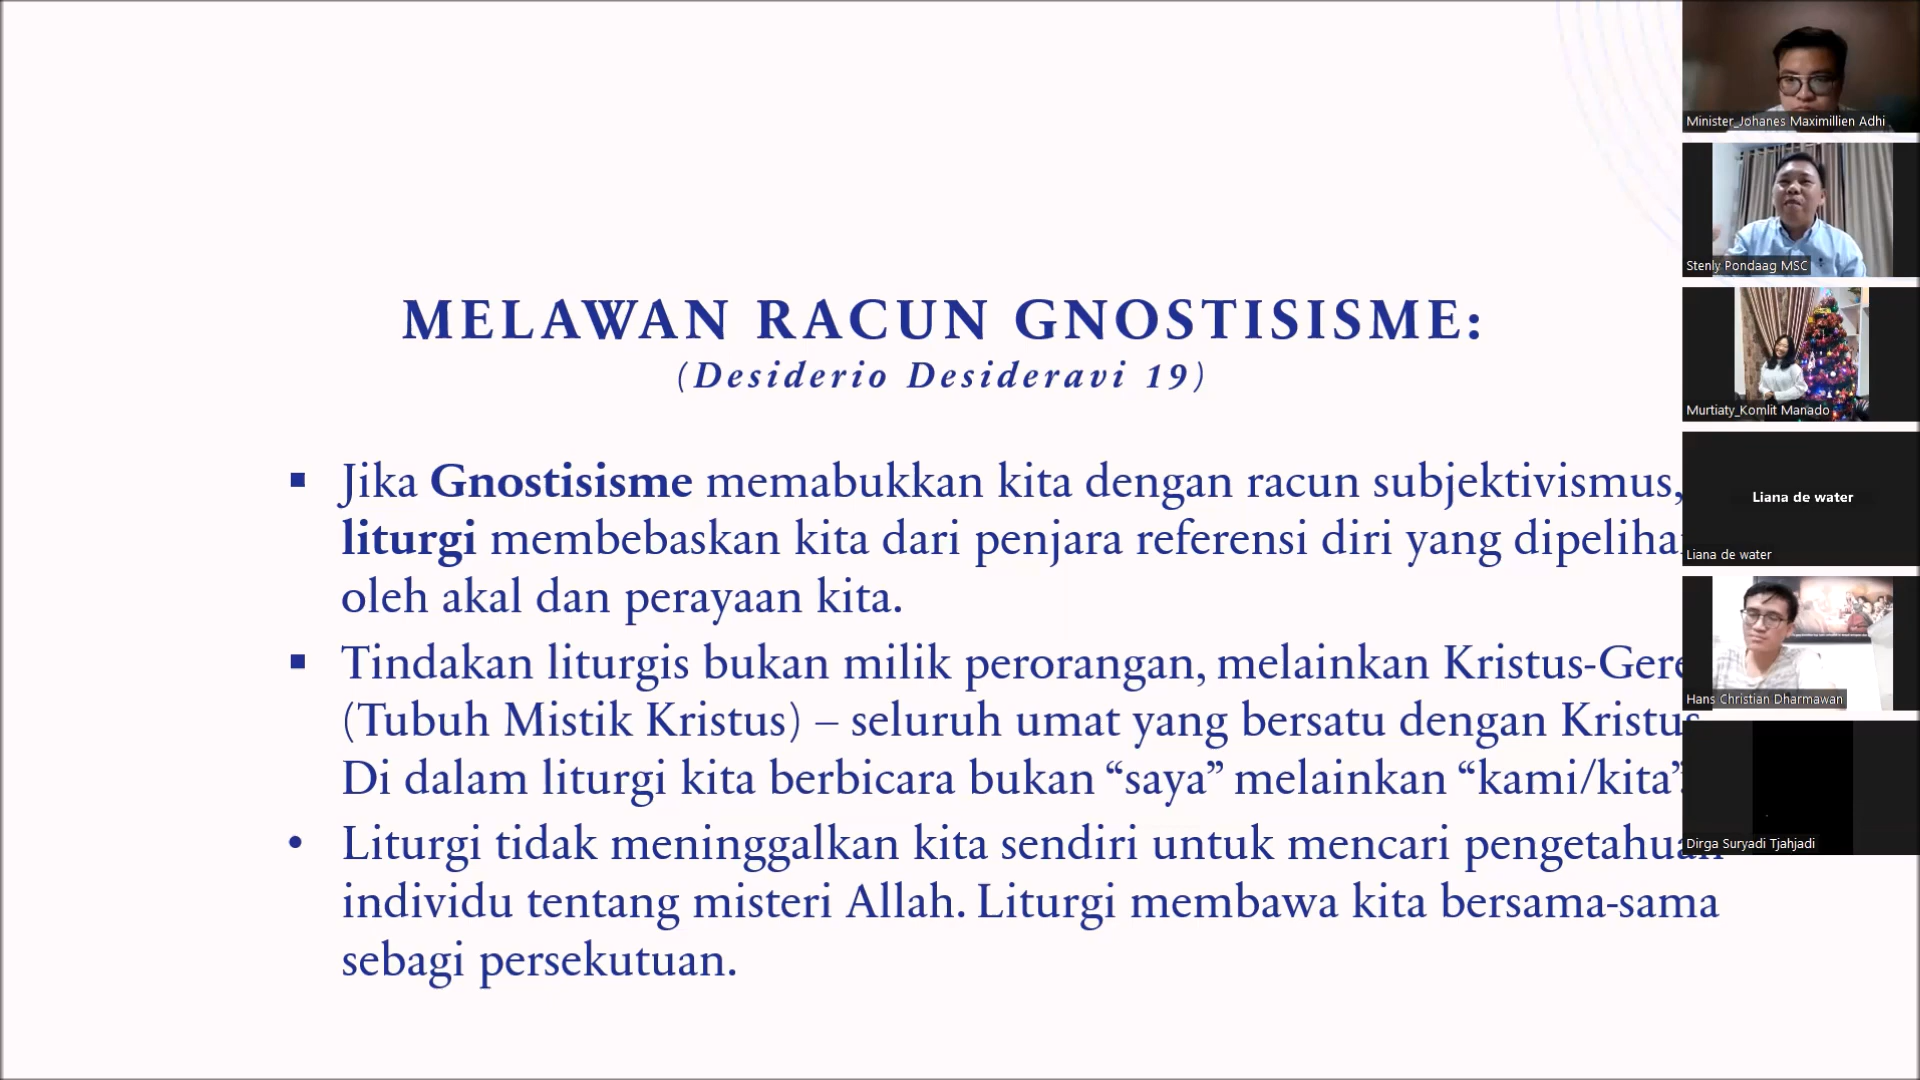 MELAWAN RACUN GNOSTISISME:
(Desiderio Desideravi 19)
▪ Jika Gnostisisme memabukkan kita dengan racun subjektivismus,
liturgi membebaskan kita dari penjara referensi diri yang
oleh akal dan perayaan kita.
▪ Tindakan liturgis bukan milik perorangan, melainkan
(Tubuh Mistik Kristus) – seluruh umat yang bersatu dengan Kristus
Di dalam liturgi kita berbicara bukan “saya” melainkan “kami/kita”
• Liturgi tidak meninggalkan kita sendiri untuk mencari pengetahuan
individu tentang misteri Allah. Liturgi membawa kita bersama-sama
sebagi persekutuan.
Minister_Johanes Maximillien Adhi
Stenly Pondaag MSC
Murtiaty_Komlit Manado
Liana de water
Liana de water
Hans Christian Dharmawan
Dirga Suryadi Tjahjadi